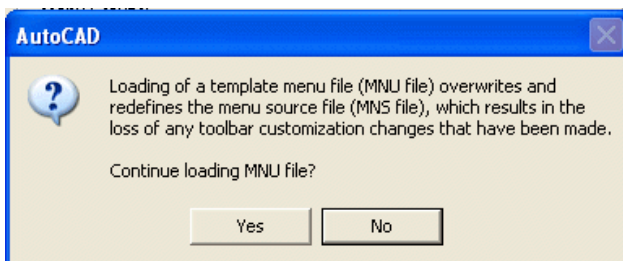 AutoCAD
Loading of a template menu file (MNU file) overwrites and
redefines the menu source file (MNS file), which results in the
loss of any toolbar customization changes that have been made.
Continue loading MNU file?
Yes
No